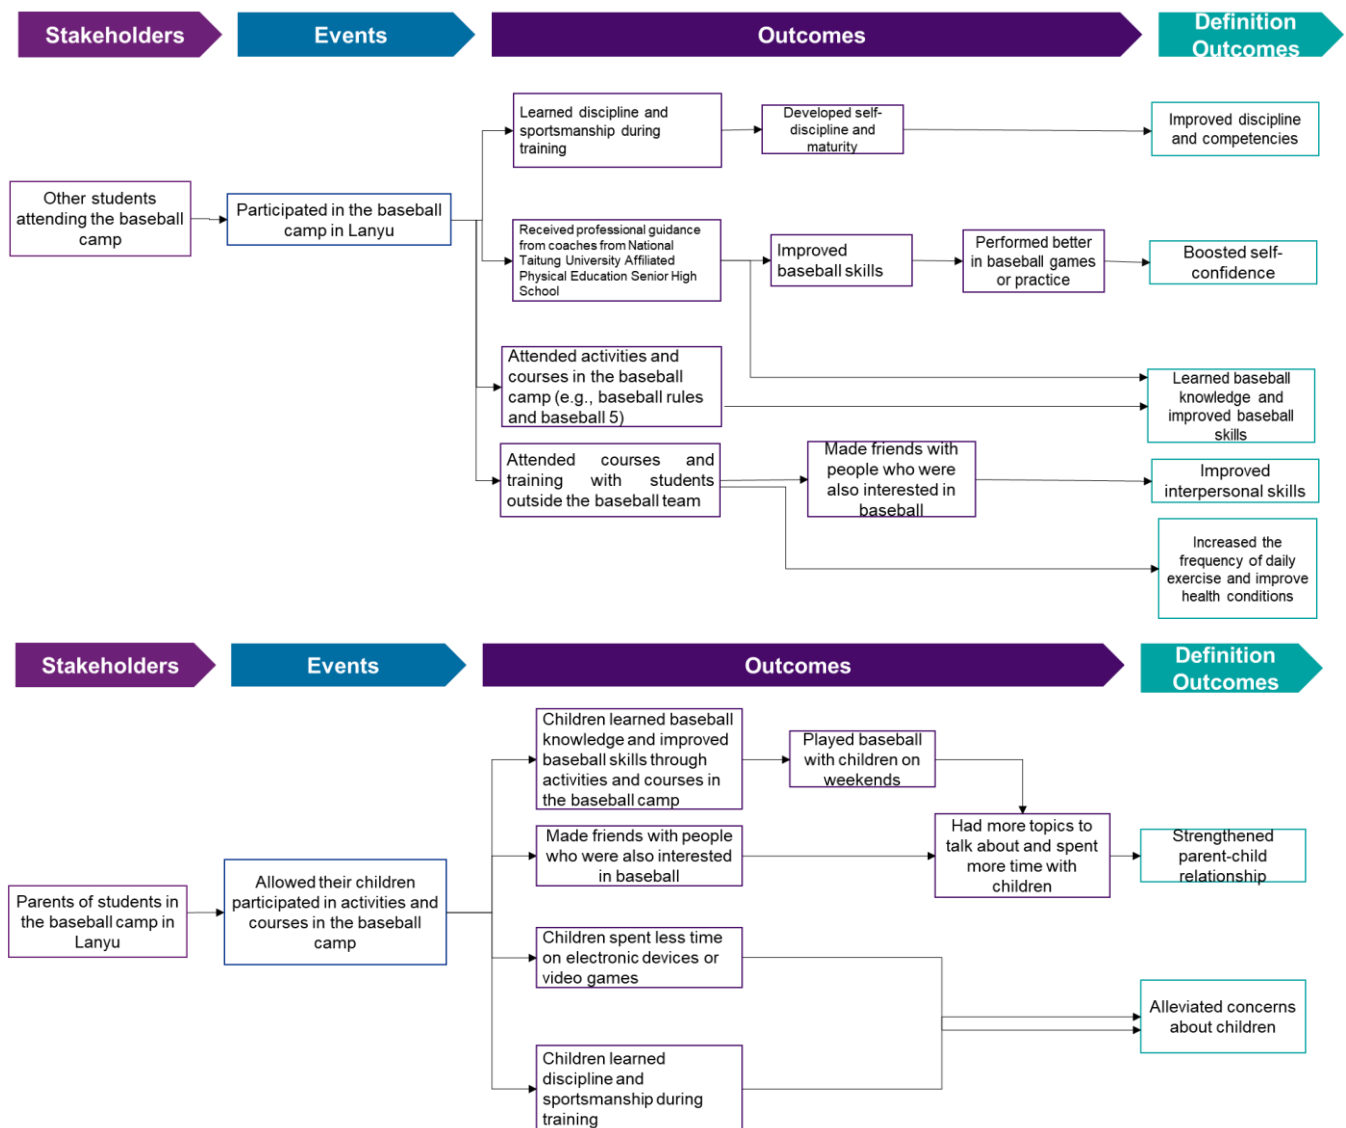 Stakeholders
Events
Outcomes
Definition
Outcomes
Other students
attending the baseball
camp
Participated in the baseball
camp in Lanyu
Learned discipline and
sportsmanship during
training
Developed self-
discipline and
maturity
Improved discipline
and competencies
Received professional guidance
from coaches from National
Taitung University Affiliated
Physical Education Senior High
School
Improved
baseball skills
Performed better
in baseball games
or practice
Boosted self-
confidence
Attended activities and
courses in the baseball
camp (e.g., baseball rules
and baseball 5)
Learned baseball
knowledge and
improved baseball
skills
Attended courses and
training with students
outside the baseball team
Made friends with
people who were
also interested in
baseball
Improved
interpersonal skills
Increased the
frequency of daily
exercise and improve
health conditions
Stakeholders
Events
Outcomes
Definition
Outcomes
Parents of students in
the baseball camp in
Lanyu
Allowed their children
participated in activities and
courses in the baseball
camp
Children learned baseball
knowledge and improved
baseball skills through
activities and courses in
the baseball camp
Played baseball
with children on
weekends
Made friends with people
who were also interested
in baseball
Had more topics to
talk about and spent
more time with
children
Strengthened
parent-child
relationship
Children spent less time
on electronic devices or
video games
Alleviated concerns
about children
Children learned
discipline and
sportsmanship during
training